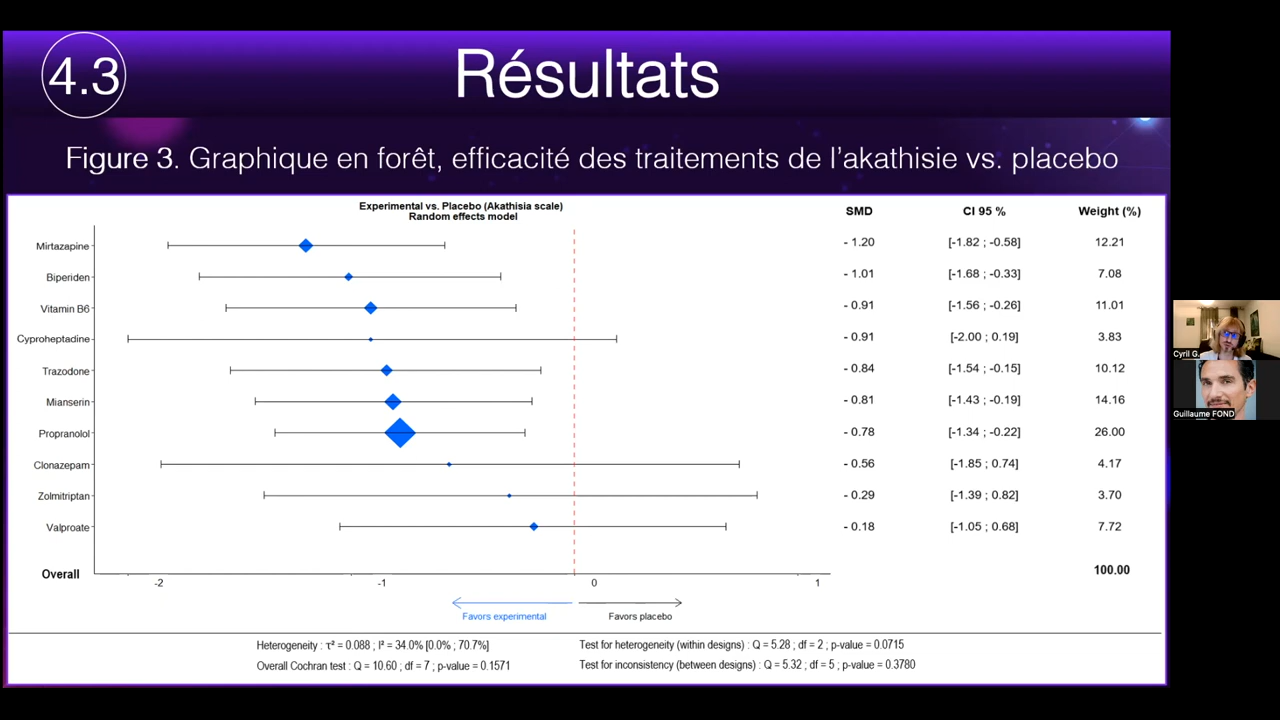 4.3
Résultats
Figure 3. Graphique en forêt, efficacité des traitements de l’akathisie vs. placebo
Experimental vs. Placebo (Akathisia scale)
Random effects model
SMD CI 95 % Weight (%)
Mirtazapine - 1.20 [-1.82 ; -0.58] 12.21
Biperiden - 1.01 [-1.68 ; -0.33] 7.08
Vitamin B6 - 0.91 [-1.56 ; -0.26] 11.01
Cyproheptadine - 0.91 [-2.00 ; 0.19] 3.83
Trazodone - 0.84 [-1.54 ; -0.15] 10.12
Mianserin - 0.81 [-1.43 ; -0.19] 14.16
Propranolol - 0.78 [-1.34 ; -0.22] 26.00
Clonazepam - 0.56 [-1.85 ; 0.74] 4.17
Zolmitriptan - 0.29 [-1.39 ; 0.82] 3.70
Valproate - 0.18 [-1.05 ; 0.68] 7.72
Overall 100.00
-2 -1 0 1
Favors experimental Favors placebo
Heterogeneity : τ² = 0.088 ; I² = 34.0% [0.0% ; 70.7%]
Overall Cochran test : Q = 10.60 ; df = 7 ; p-value = 0.1571
Test for heterogeneity (within designs) : Q = 5.28 ; df = 2 ; p-value = 0.0715
Test for inconsistency (between designs) : Q = 5.32 ; df = 5 ; p-value = 0.3780
Cyril G.
Guillaume FOND